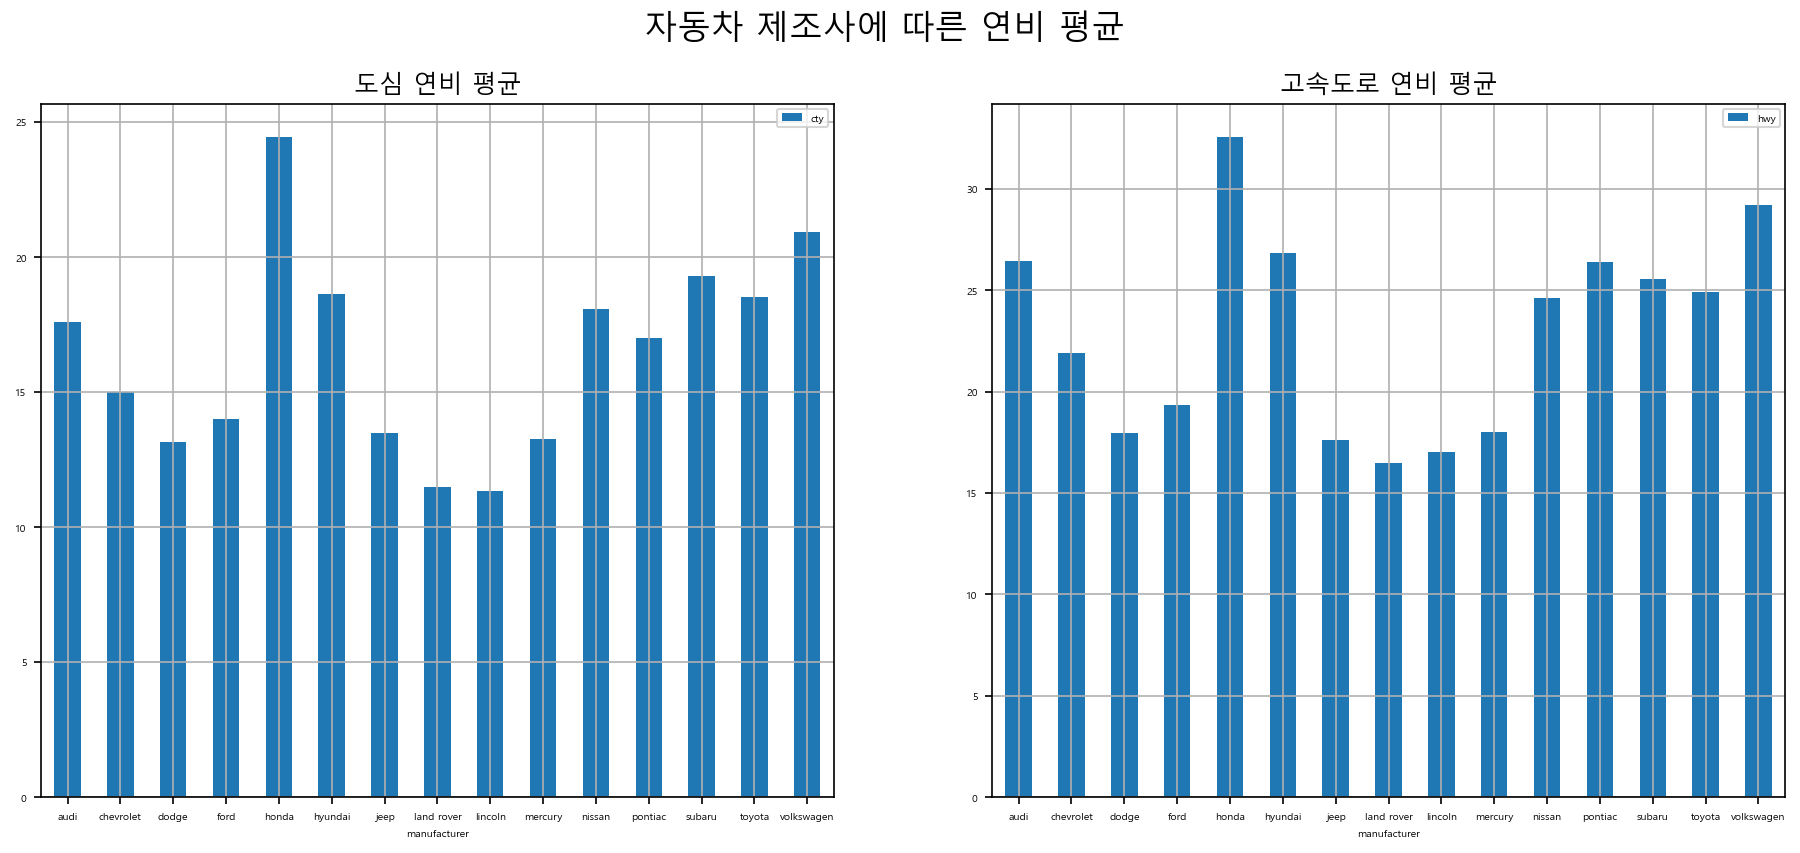 자동차 제조사에 따른 연비 평균
도심 연비 평균
cty
25
20
15
10
5
0
audi chevrolet dodge ford honda hyundai jeep land rover lincoln mercury nissan pontiac subaru toyota volkswagen
manufacturer
고속도로 연비 평균
hwy
30
25
20
15
10
5
0
audi chevrolet dodge ford honda hyundai jeep land rover lincoln mercury nissan pontiac subaru toyota volkswagen
manufacturer